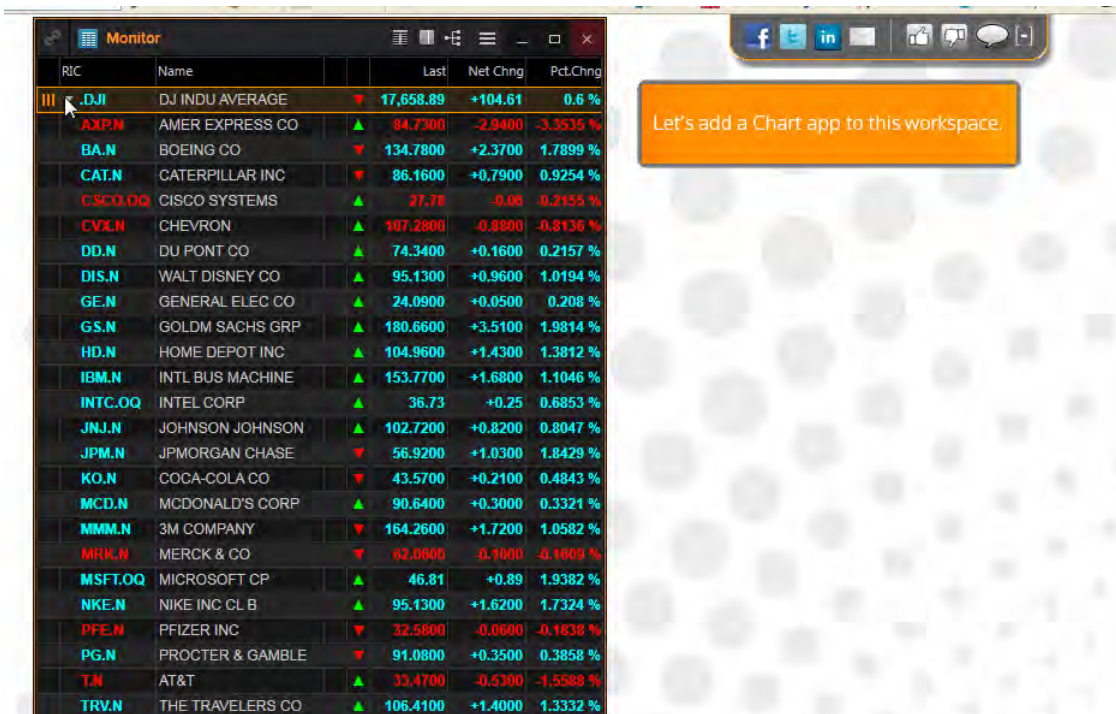 Monitor
RIC Name Last Net Chng Pct.Chng
.DJI DJ INDU AVERAGE 17,658.89 +104.61 0.6 %
AXP.N AMER EXPRESS CO 84.7300 -2.9400 -3.3535 %
BA.N BOEING CO 134.7800 +2.3700 1.7899 %
CAT.N CATERPILLAR INC 86.1600 +0.7900 0.9254 %
CSCO.OQ CISCO SYSTEMS 27.78 -0.06 -0.2155 %
CVX.N CHEVRON 107.2800 -0.8800 -0.8136 %
DD.N DU PONT CO 74.3400 +0.1600 0.2157 %
DIS.N WALT DISNEY CO 95.1300 +0.9600 1.0194 %
GE.N GENERAL ELEC CO 24.0900 +0.0500 0.208 %
GS.N GOLDM SACHS GRP 180.6600 +3.5100 1.9814 %
HD.N HOME DEPOT INC 104.9600 +1.4300 1.3812 %
IBM.N INTL BUS MACHINE 153.7700 +1.6800 1.1046 %
INTC.OQ INTEL CORP 36.73 +0.25 0.6853 %
JNJ.N JOHNSON JOHNSON 102.7200 +0.8200 0.8047 %
JPM.N JPMORGAN CHASE 56.9200 +1.0300 1.8429 %
KO.N COCA-COLA CO 43.5700 +0.2100 0.4843 %
MCD.N MCDONALD'S CORP 90.6400 +0.3000 0.3321 %
MMM.N 3M COMPANY 164.2600 +1.7200 1.0582 %
MRK.N MERCK & CO 62.0600 -0.1000 -0.1609 %
MSFT.OQ MICROSOFT CP 46.81 +0.89 1.9382 %
NKE.N NIKE INC CL B 95.1300 +1.6200 1.7324 %
PFE.N PFIZER INC 32.5800 -0.0600 -0.1838 %
PG.N PROCTER & GAMBLE 91.0800 +0.3500 0.3858 %
T.N AT&T 33.4700 -0.5300 -1.5588 %
TRV.N THE TRAVELERS CO 106.4100 +1.4000 1.3332 %
f in [-]
Let's add a Chart app to this workspace.